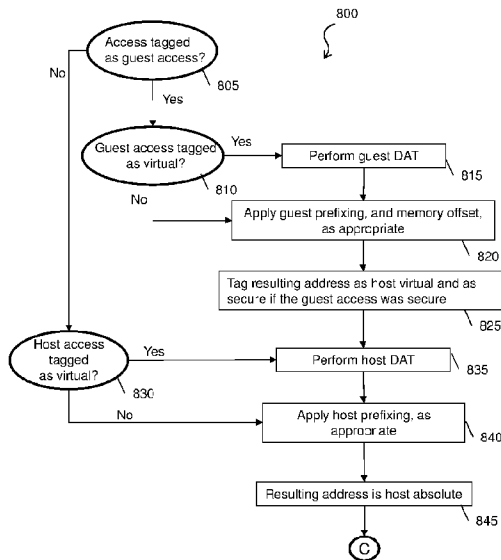 800
Access tagged
as guest access?
805
No
Yes
Guest access tagged
as virtual?
810
Yes
Perform guest DAT
815
No
Apply guest prefixing, and memory offset,
as appropriate
820
Tag resulting address as host virtual and as
secure if the guest access was secure
825
Host access
tagged
as virtual?
830
Yes
Perform host DAT
835
No
Apply host prefixing, as
appropriate
840
Resulting address is host absolute
845
C